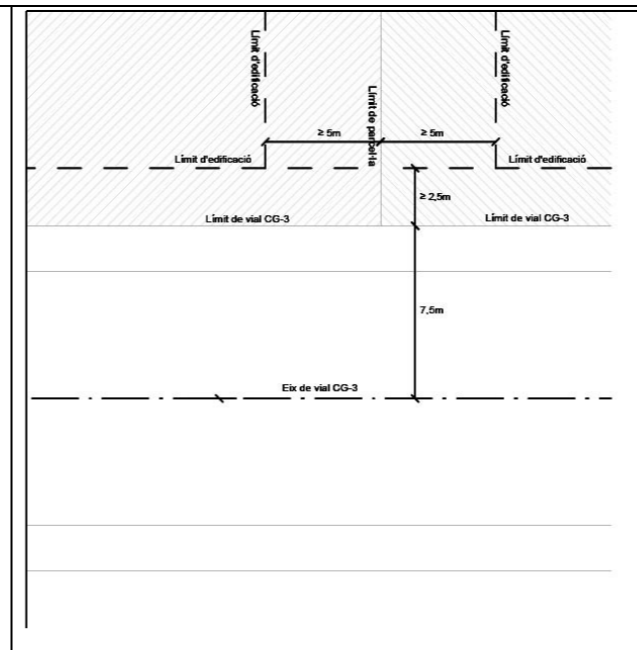 Límit d'edificació
Límit d'edificació
Límit de parcel·la
≥ 5m
≥ 5m
Límit d'edificació
Límit d'edificació
≥ 2,5m
Límit de vial CG-3
Límit de vial CG-3
7,5m
Eix de vial CG-3